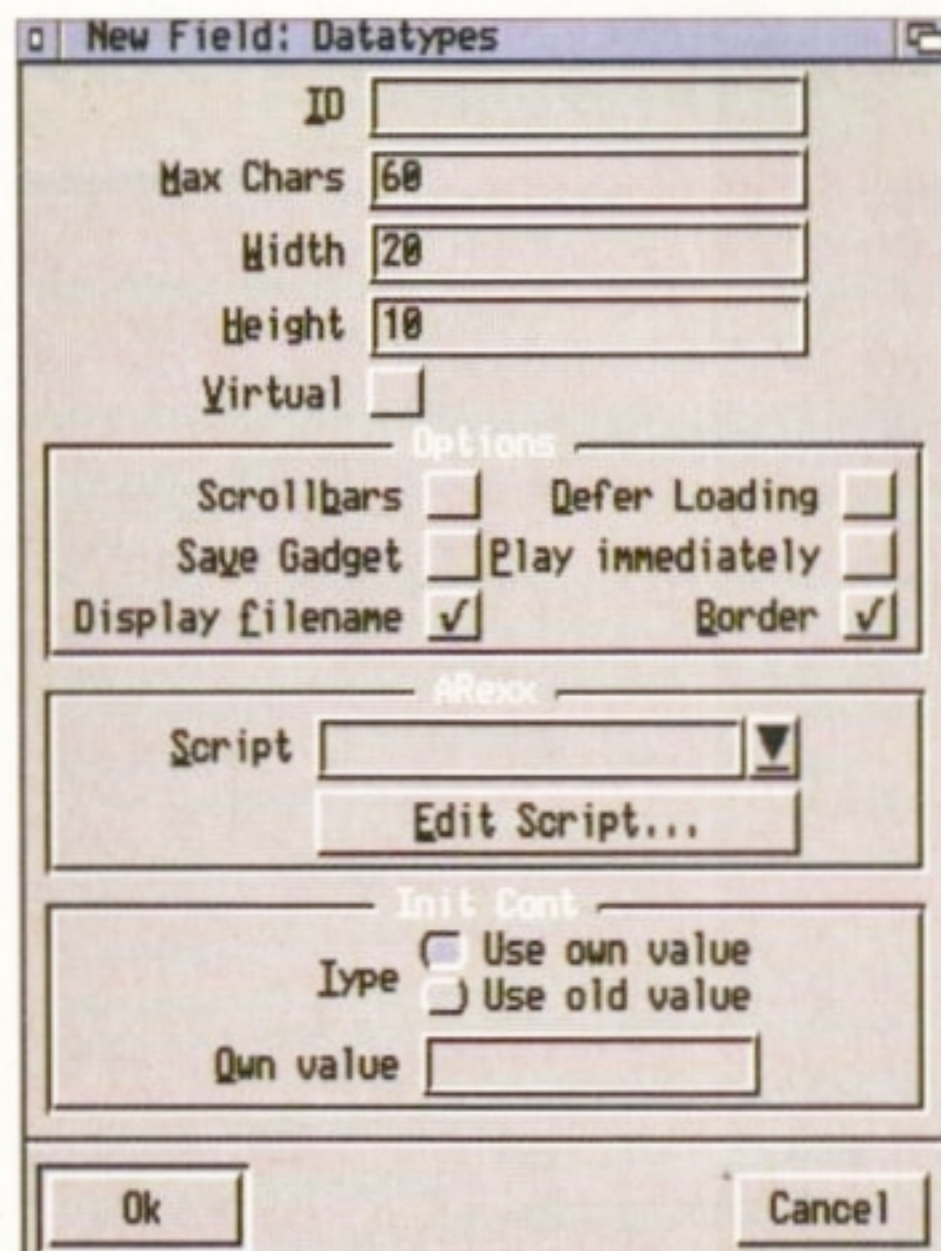 New Field: Datatypes
ID
Max Chars 60
Width 20
Height 10
Virtual
Options
Scrollbars Defer Loading
Save Gadget Play immediately
Display filename √ Border √
ARexx
Script
Edit Script...
Init Cont
Type Use own value
Use old value
Own value
Ok Cancel